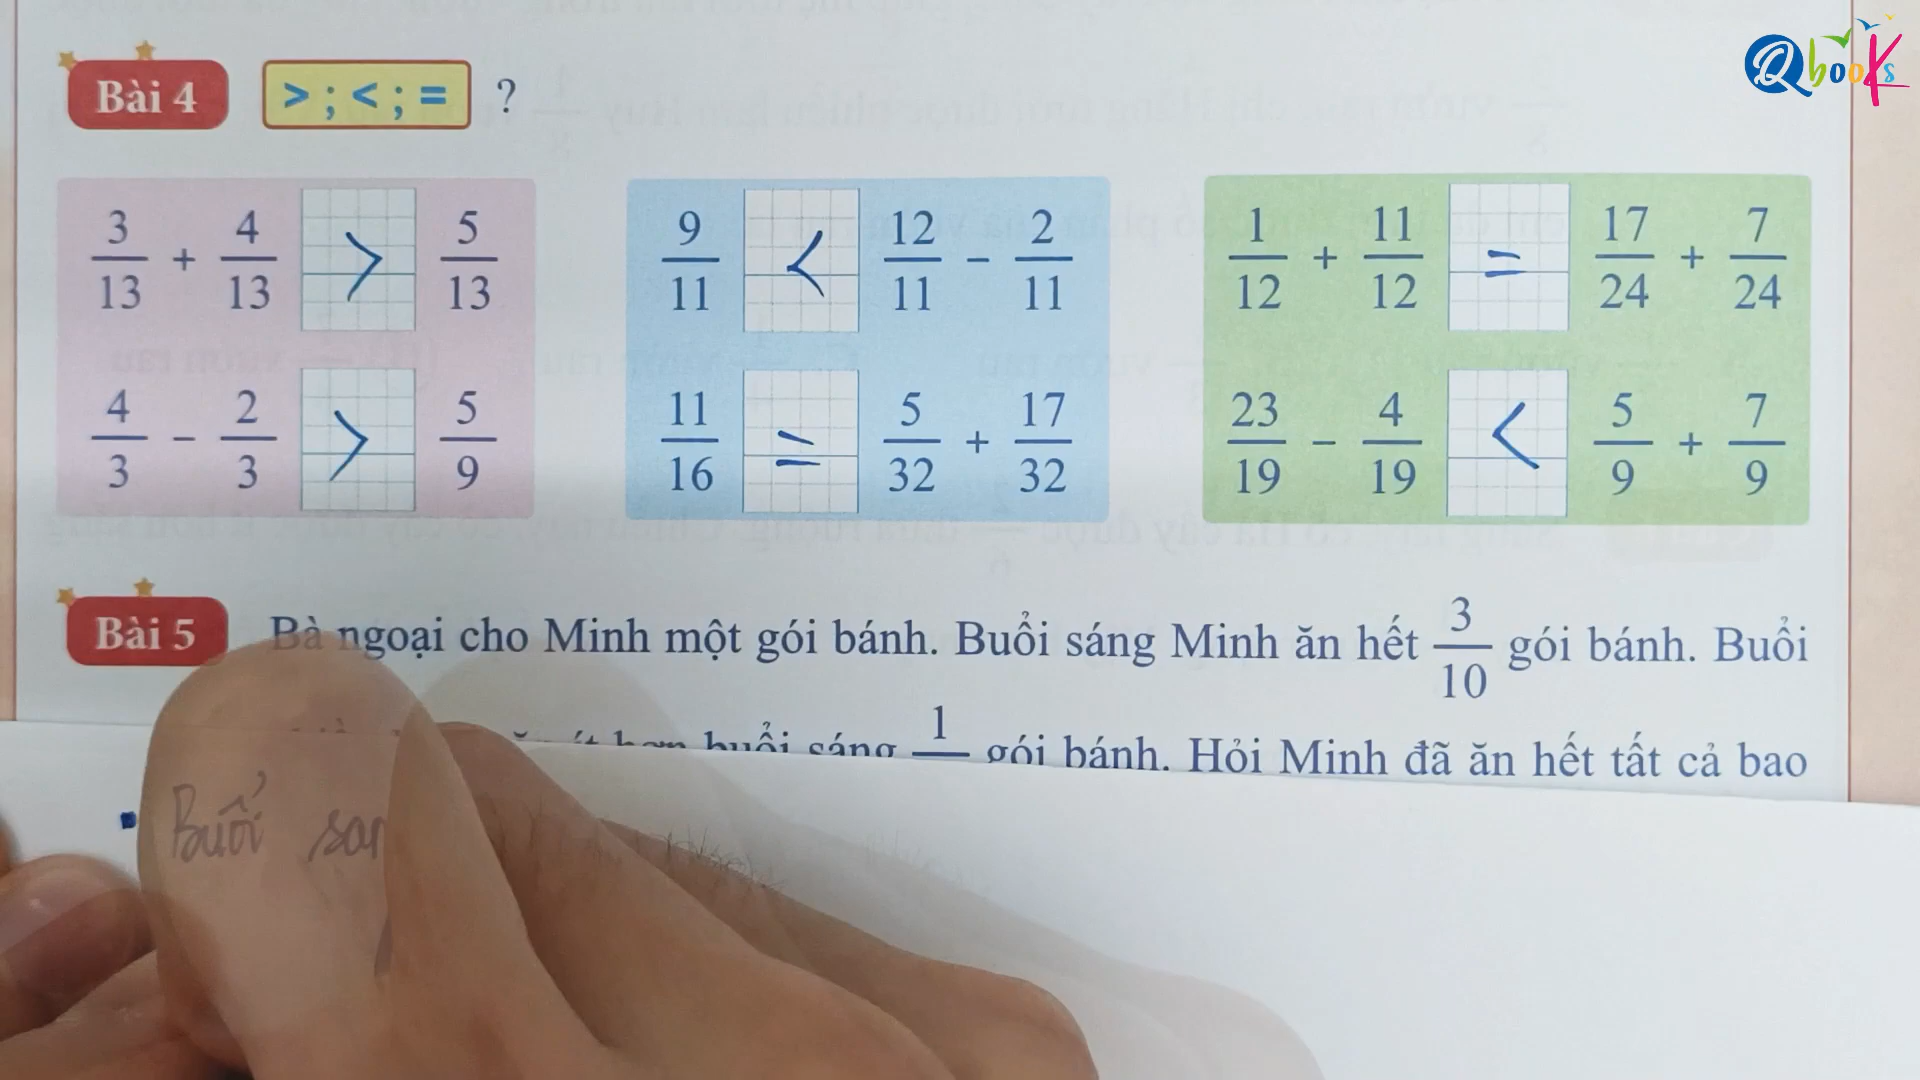 Qbooks
Bài 4 > ; < ; = ?
3/13 + 4/13 > 5/13
9/11 < 12/11 - 2/11
1/12 + 11/12 = 17/24 + 7/24
4/3 - 2/3 > 5/9
11/16 = 5/32 + 17/32
23/19 - 4/19 < 5/9 + 7/9
Bài 5 Bà ngoại cho Minh một gói bánh. Buổi sáng Minh ăn hết 3/10 gói bánh. Buổi
hơn buổi sáng 1 gói bánh. Hỏi Minh đã ăn hết tất cả bao
Buổi